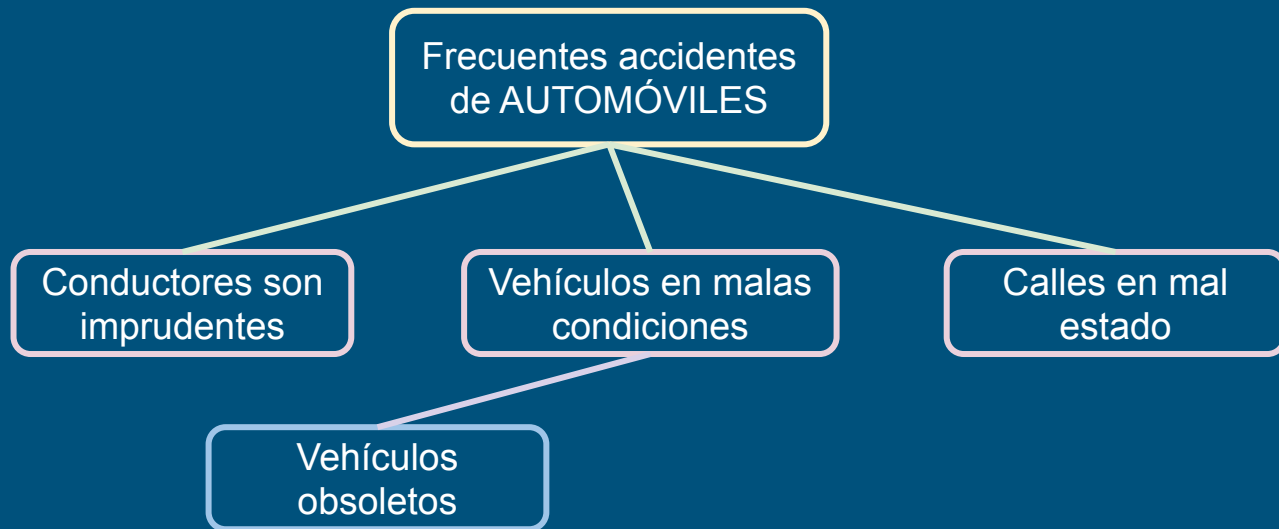 Frecuentes accidentes
de AUTOMÓVILES
Conductores son
imprudentes
Vehículos en malas
condiciones
Calles en mal
estado
Vehículos
obsoletos